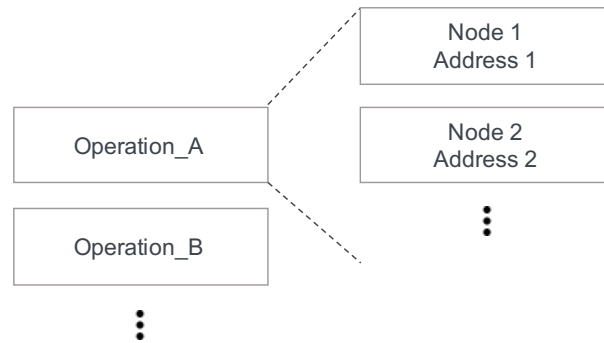 Node 1
Address 1
Operation_A
Node 2
Address 2
Operation_B